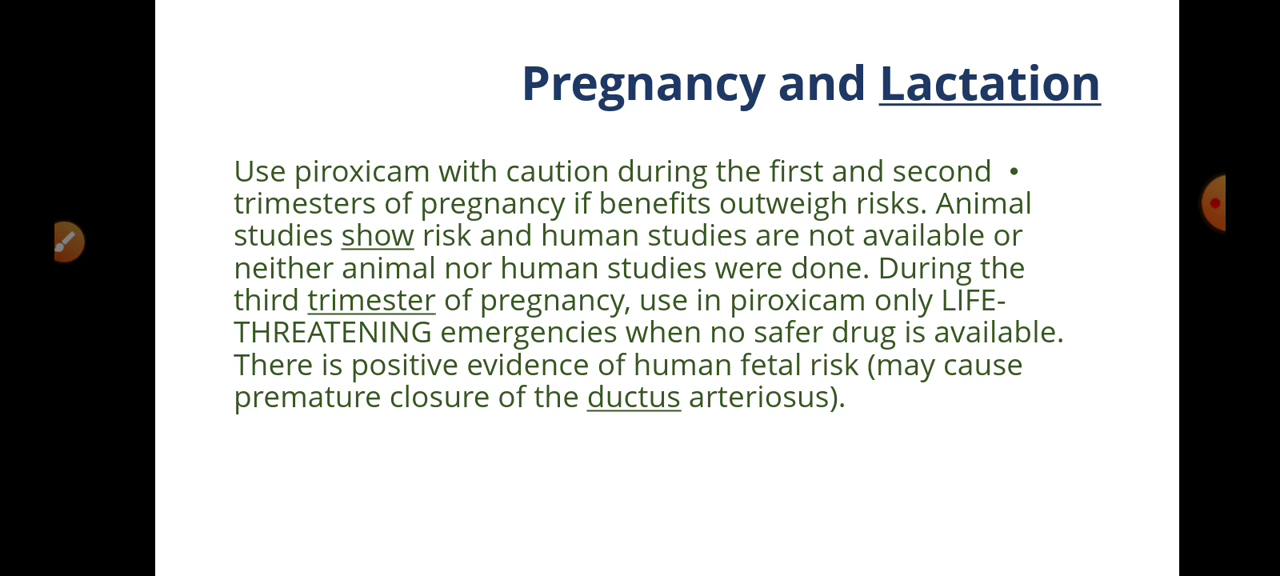 Pregnancy and Lactation
Use piroxicam with caution during the first and second •
trimesters of pregnancy if benefits outweigh risks. Animal
studies show risk and human studies are not available or
neither animal nor human studies were done. During the
third trimester of pregnancy, use in piroxicam only LIFE-
THREATENING emergencies when no safer drug is available.
There is positive evidence of human fetal risk (may cause
premature closure of the ductus arteriosus).